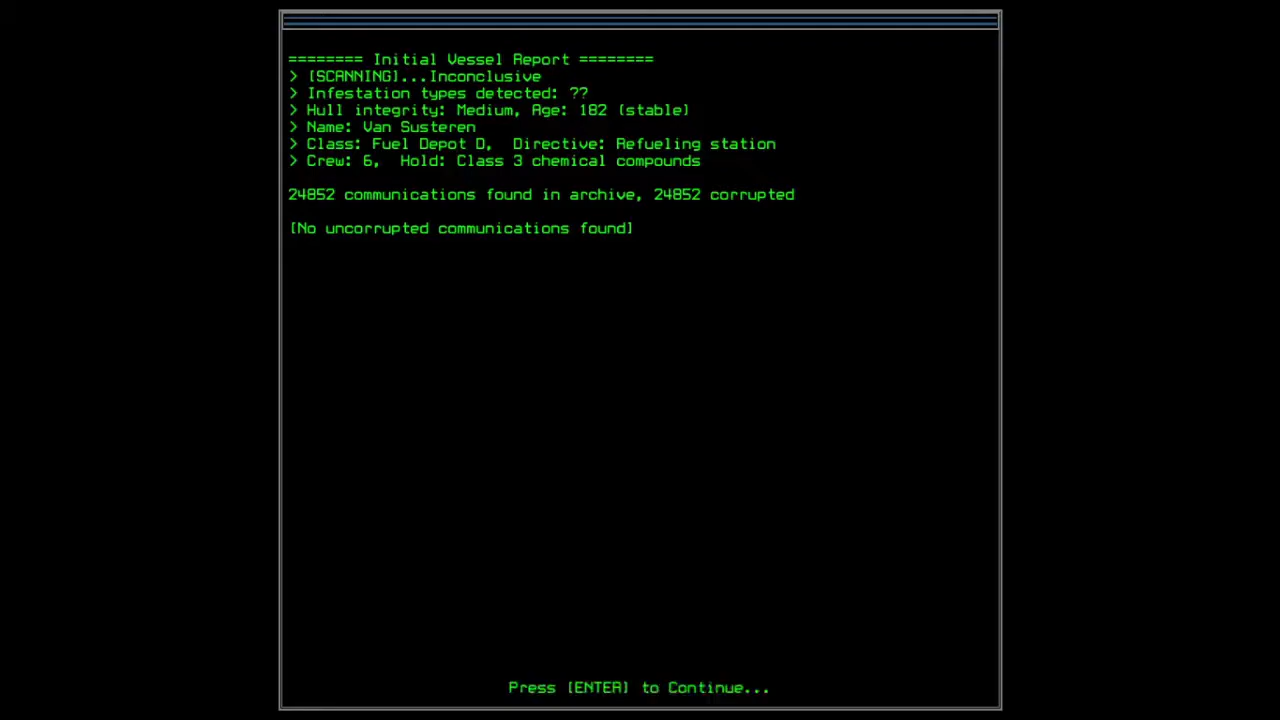 ======== Initial Vessel Report ========
> [SCANNING]...Inconclusive
> Infestation types detected: ??
> Hull integrity: Medium, Age: 182 (stable)
> Name: Van Susteren
> Class: Fuel Depot D,  Directive: Refueling station
> Crew: 6,  Hold: Class 3 chemical compounds
24852 communications found in archive, 24852 corrupted
[No uncorrupted communications found]
Press [ENTER] to Continue...